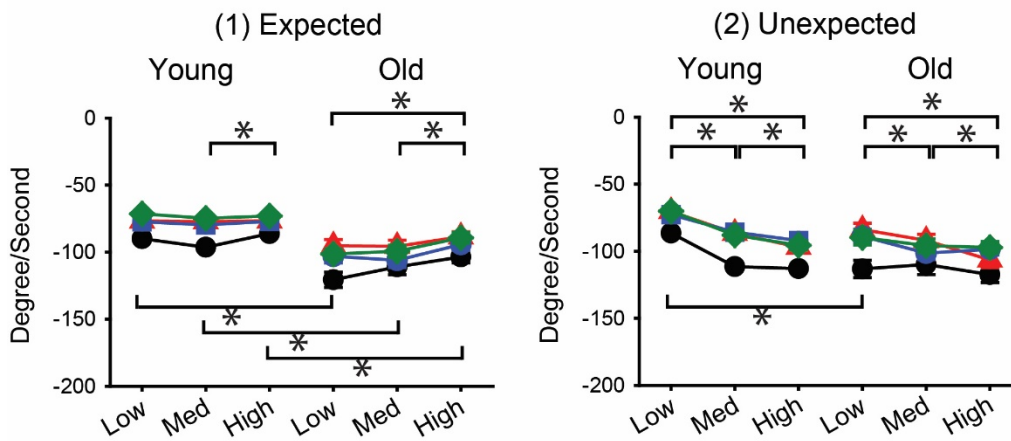 (1) Expected
Young Old
* *
* *
0
-50
-100
-150
-200
Degree/Second
*
*
*
Low Med High Low Med High
(2) Unexpected
Young Old
* *
* * * *
0
-50
-100
-150
-200
Degree/Second
*
Low Med High Low Med High